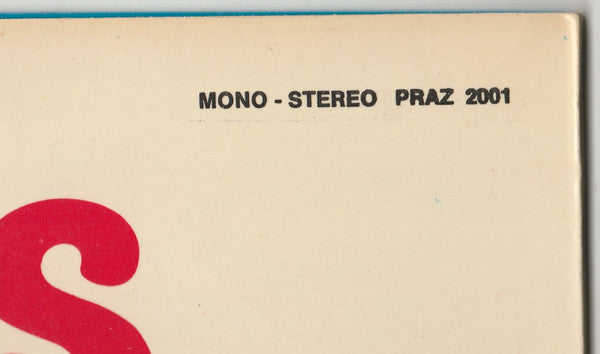 MONO - STEREO PRAZ 2001
S